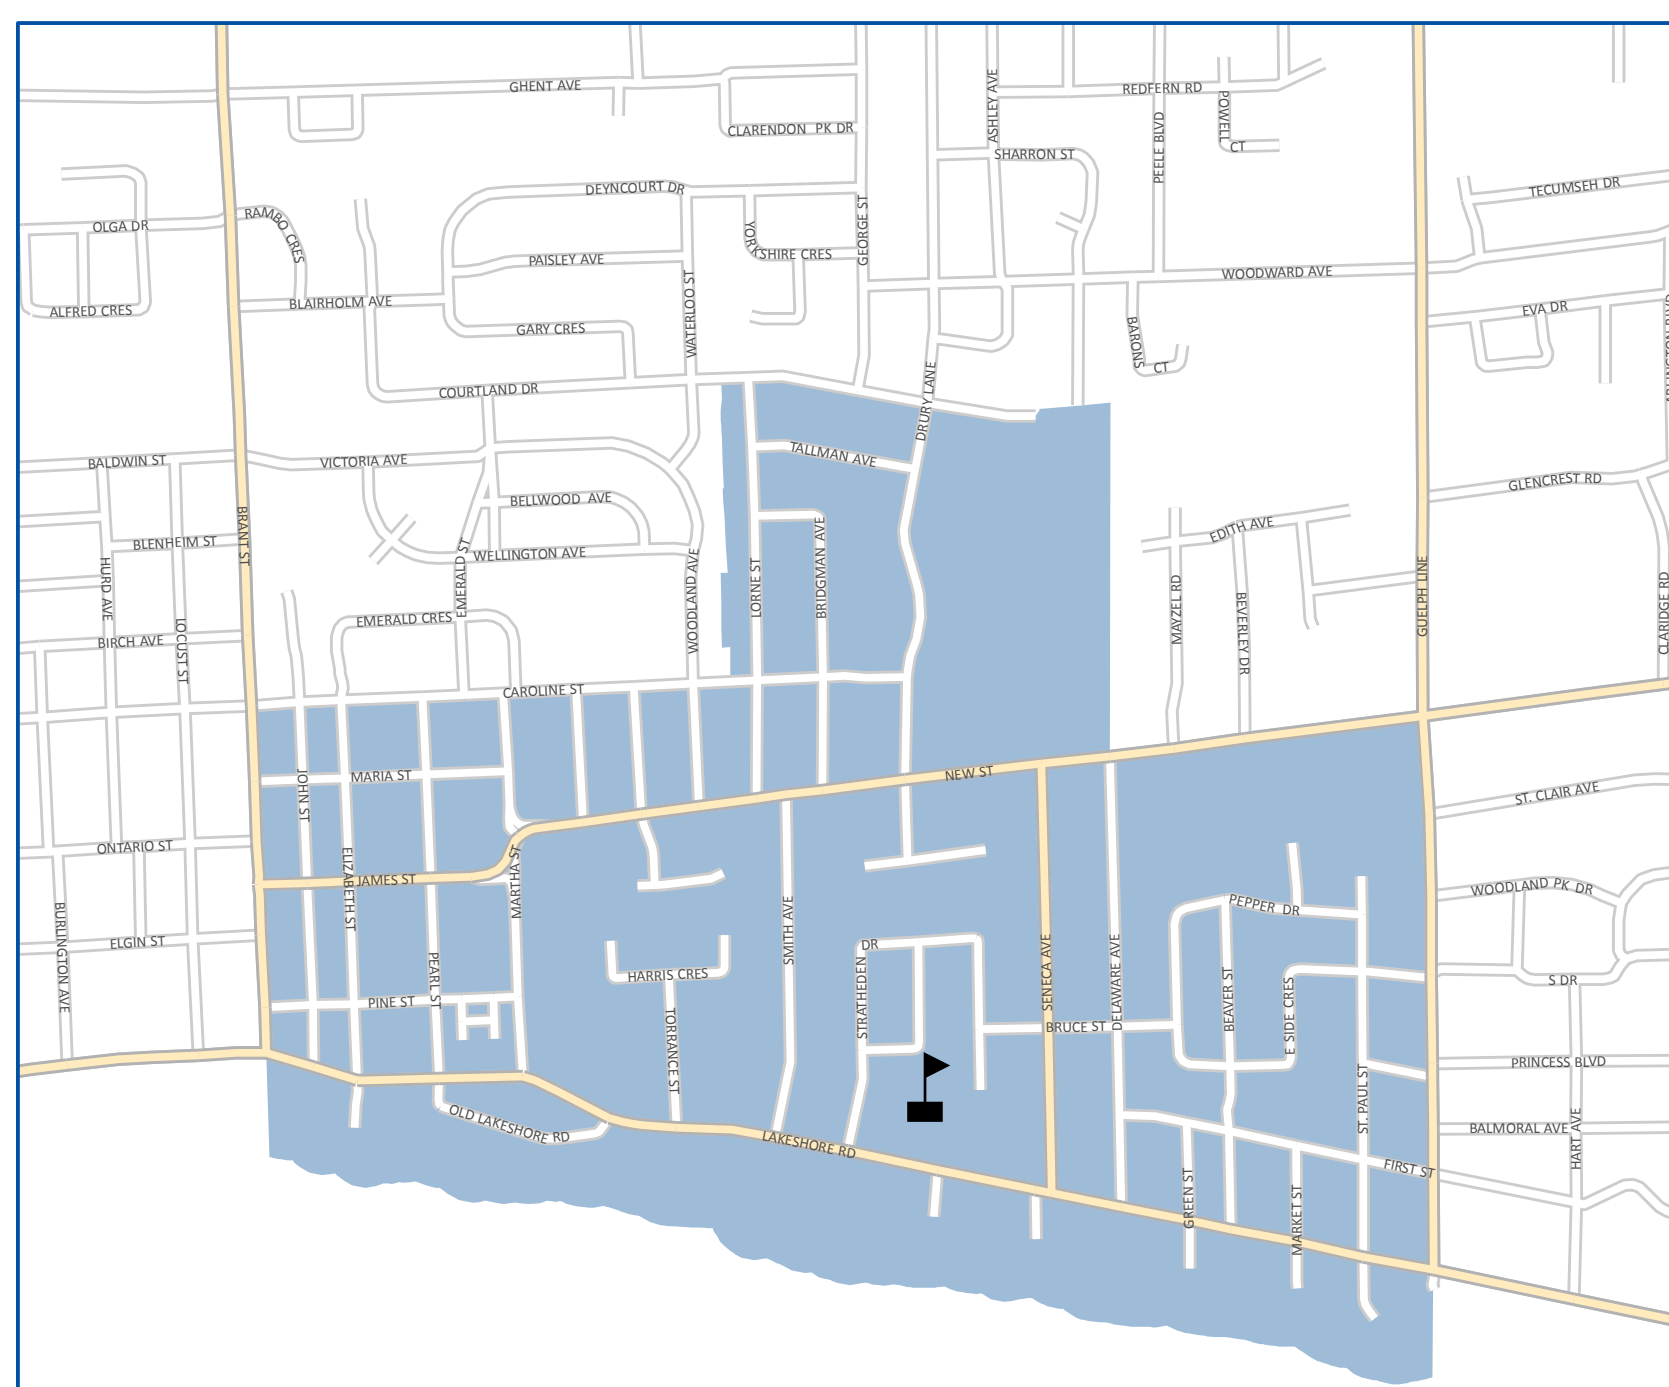 GHENT AVE
CLARENDON PK DR
ASHLEY AVE
REDFERN RD
POWELL
CT
PEELE BLVD
SHARRON ST
TECUMSEH DR
DEYNCOURT DR
OLGA DR
RAMBO CRES
YORKSHIRE CRES
GEORGE ST
PAISLEY AVE
WOODWARD AVE
BLAIRHOLM AVE
ALFRED CRES
GARY CRES
WATERLOO ST
BARONS
CT
EVA DR
COURTLAND DR
DRURY LANE
BALDWIN ST
VICTORIA AVE
TALLMAN AVE
GLENCREST RD
BELLWOOD AVE
BRANT ST
BLENHEIM ST
WELLINGTON AVE
EDITH AVE
HURD AVE
EMERALD ST
WOODLAND AVE
LORNE ST
BRIDGMAN AVE
MAYZEL RD
BEVERLEY DR
GUELPH LINE
CLARIDGE RD
EMERALD CRES
BIRCH AVE
LOCUST ST
CAROLINE ST
MARIA ST
JOHN ST
NEW ST
ST. CLAIR AVE
ONTARIO ST
ELIZABETH ST
JAMES ST
MARTHA ST
WOODLAND PK DR
PEPPER DR
BURLINGTON AVE
ELGIN ST
PEARL ST
SMITH AVE
STRATHEDEN
DR
SENECA AVE
DELAWARE AVE
BEAVER ST
E SIDE CRES
S DR
HARRIS CRES
PINE ST
TORRANCE ST
BRUCE ST
PRINCESS BLVD
ST. PAUL ST
OLD LAKESHORE RD
LAKESHORE RD
BALMORAL AVE
HART AVE
FIRST ST
GREEN ST
MARKET ST